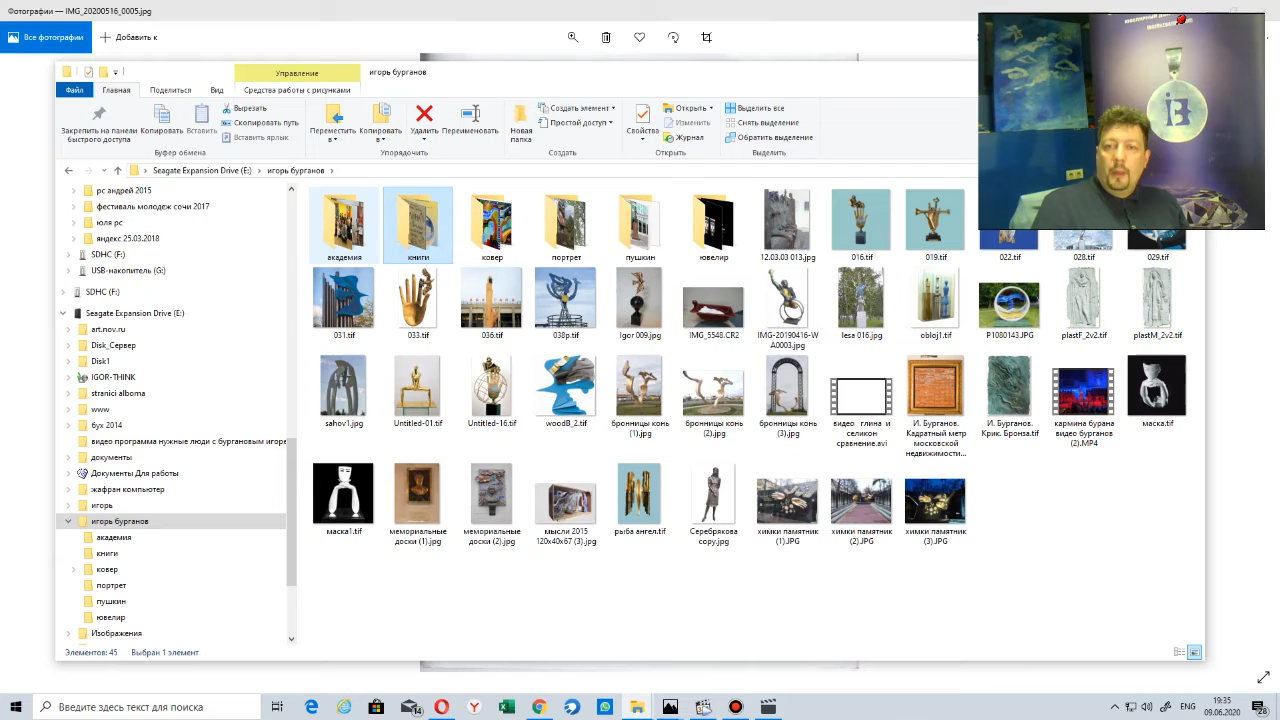 Фотографии — IMG_20200516_0005.jpg
Все фотографии
Добавить к
Управление
игорь бурганов
Файл
Главная
Поделиться
Вид
Средства работы с рисунками
Закрепить на панели быстрого доступа
Копировать
Вставить
Вырезать
Скопировать путь
Вставить ярлык
Буфер обмена
Переместить в
Копировать в
Удалить
Переименовать
Упорядочить
Новая папка
Создать элемент
Простой доступ
Создать
Свойства
Открыть
Изменить
Журнал
Открыть
Выделить все
Снять выделение
Обратить выделение
Выделить
Seagate Expansion Drive (E:) > игорь бурганов >
рс андрей 2015
фестиваль молодеж сочи 2017
юля рс
яндекс 25.03.2018
SDHC (F:)
USB-накопитель (G:)
SDHC (F:)
Seagate Expansion Drive (E:)
art.nov.ru
Disk_Сервер
Disk1
IGOR-THINK
stranici alboma
www
бух 2014
видео программа нужные люди с бургановым игоре
документы
Документы Для работы
жафран компьютер
игорь
игорь бурганов
академия
книги
ковер
портрет
пушкин
ювелир
Изображения
академия
книги
ковер
портрет
пушкин
ювелир
12.03.03 013.jpg
016.tif
019.tif
022.tif
028.tif
029.tif
031.tif
033.tif
036.tif
038p.tif
Igor 009.jpg
IMG_5548.CR2
IMG-20190416-WA0003.jpg
lesa 016.jpg
obloj1.tif
P1080143.JPG
plastF_2v2.tif
plastM_2v2.tif
sahov1.jpg
Untitled-01.tif
Untitled-16.tif
woodB_2.tif
бронницы конь (1).jpg
бронницы конь (2).jpg
бронницы конь (3).jpg
видео глина и селикон сравнение.avi
И. Бурганов. Кадратный метр московской недвижимости...
И. Бурганов. Крик. Бронза.tif
кармина бурана видео бурганов (2).MP4
маска.tif
маска1.tif
мемориальные доски (1).jpg
мемориальные доски (2).jpg
мысли 2015 120x40x67 (3).jpg
рыба ангел.tif
Серебрякова copy.jpg
химки памятник (1).JPG
химки памятник (2).JPG
химки памятник (3).JPG
Элементов: 45
Выбран 1 элемент
Введите здесь текст для поиска
14
ENG
19:35
09.06.2020
28